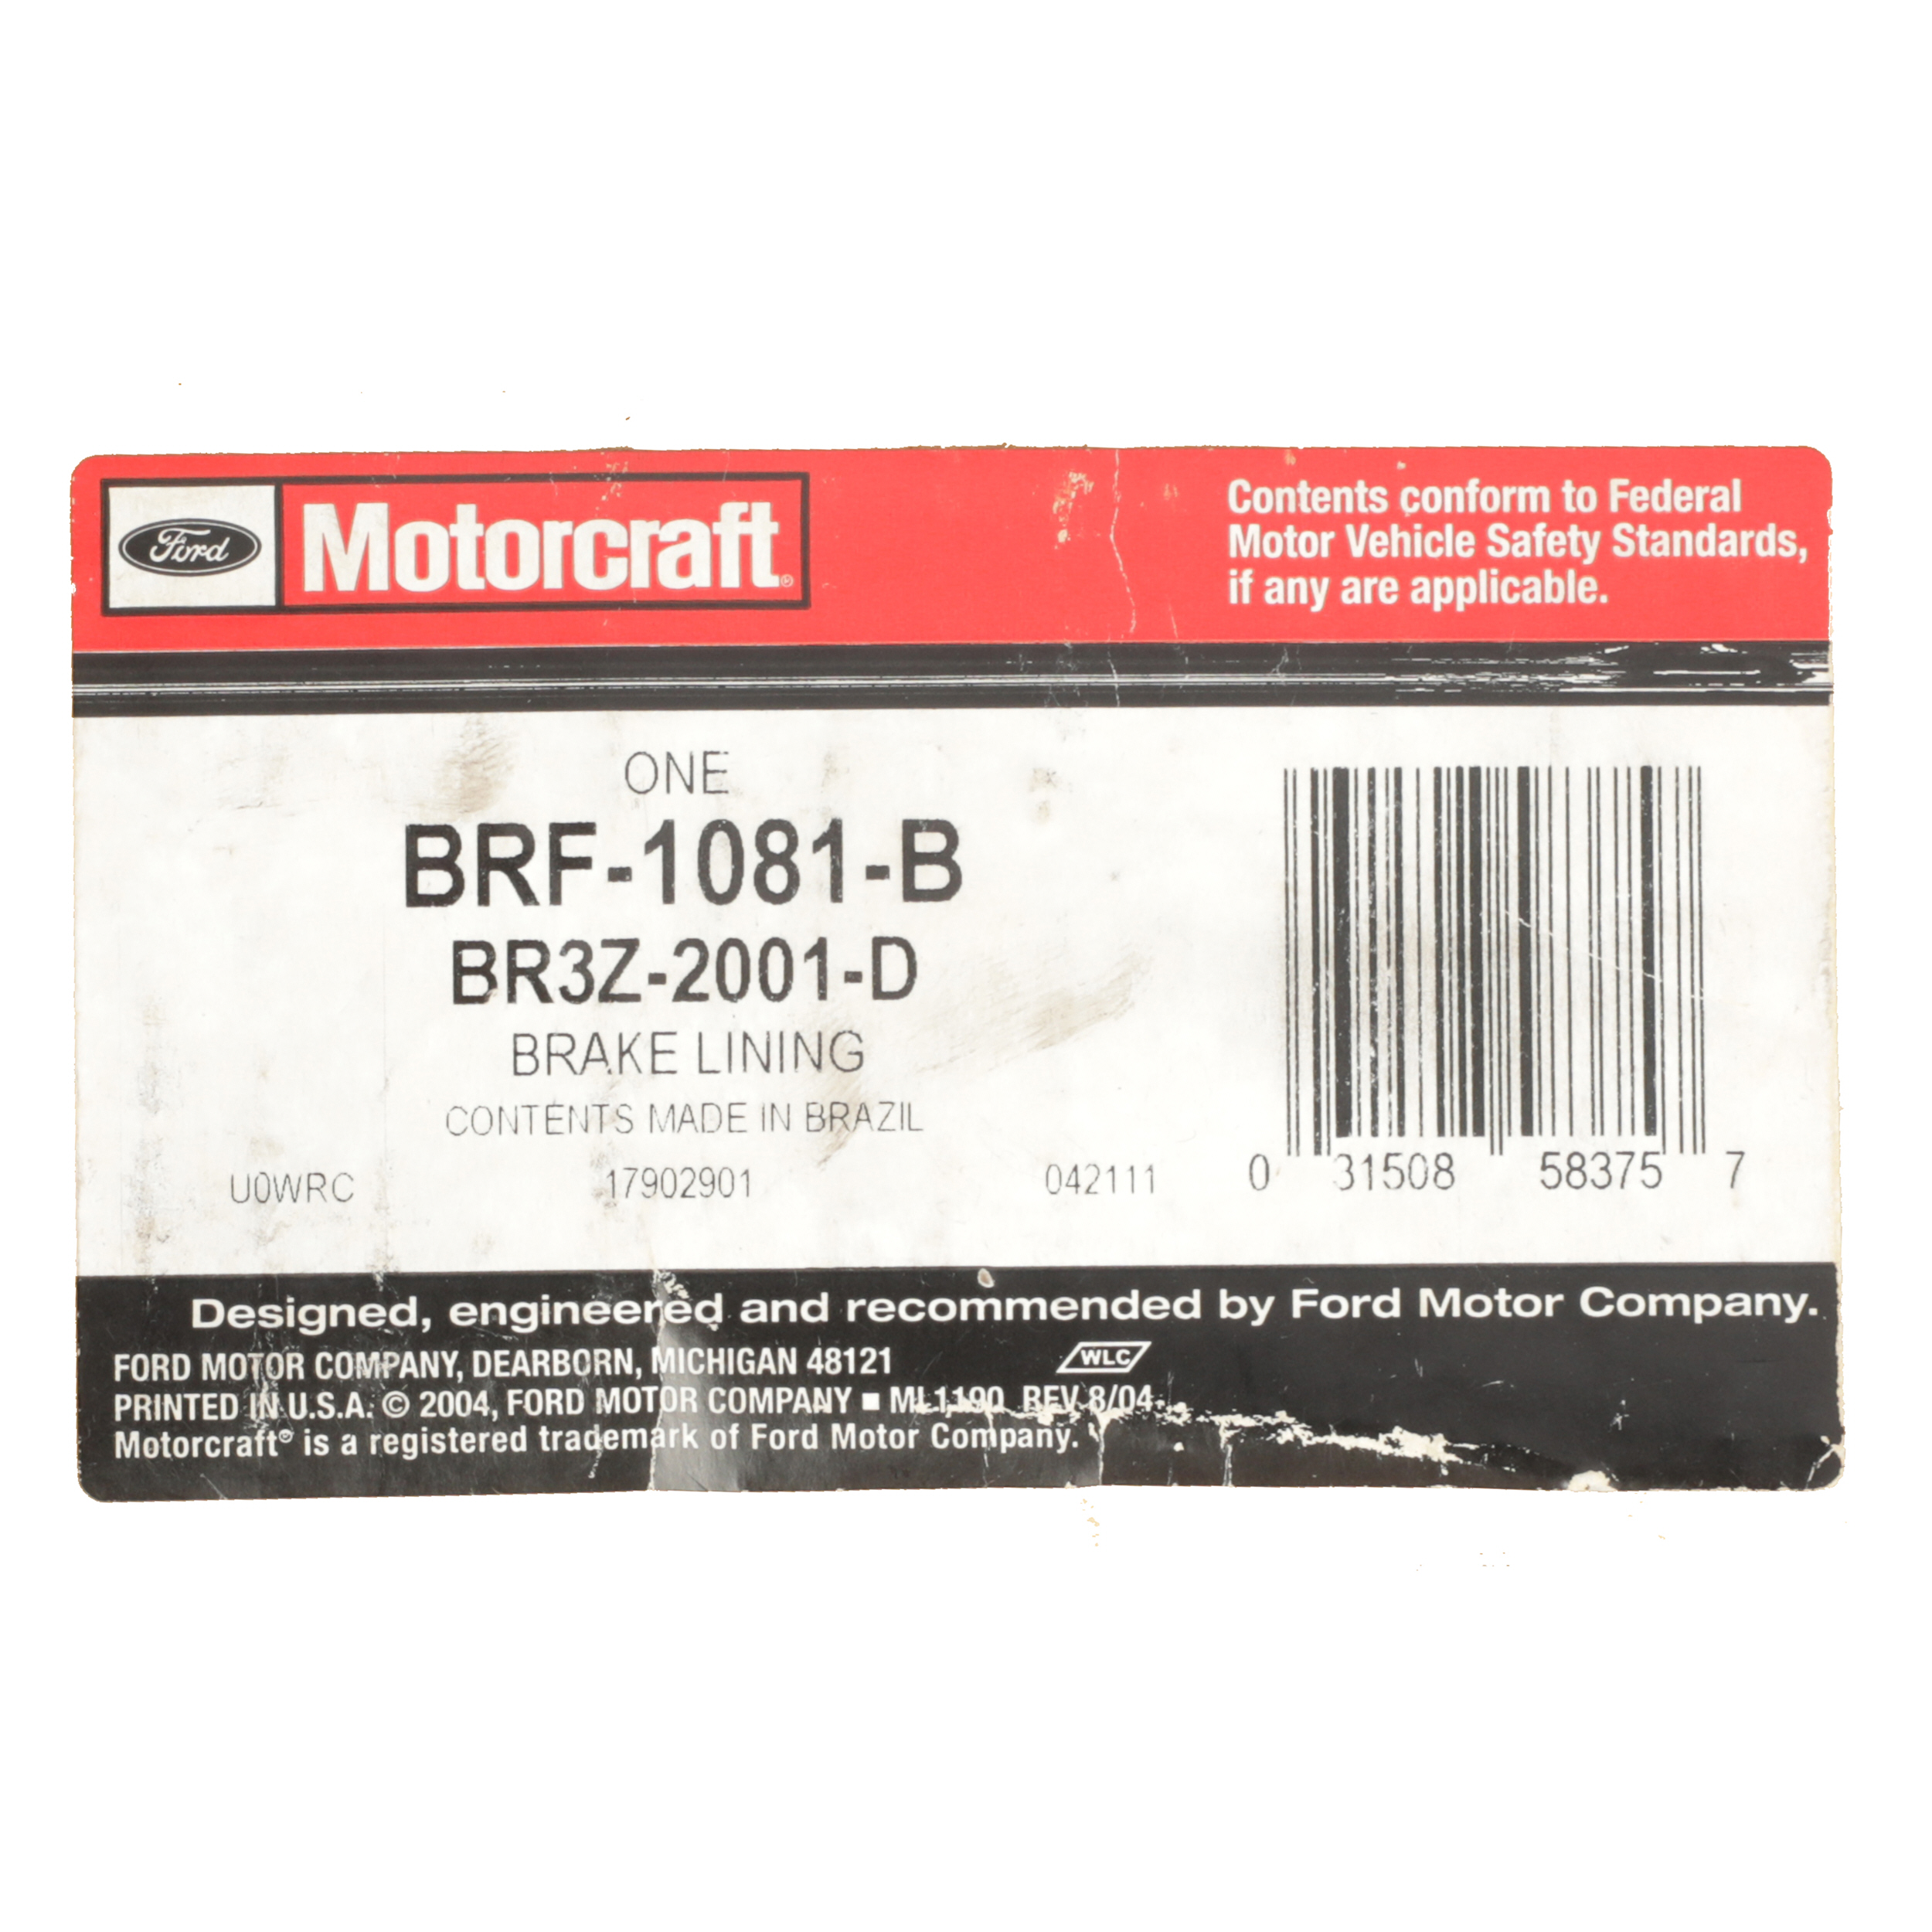 Ford
Motorcraft®
Contents conform to Federal
Motor Vehicle Safety Standards,
if any are applicable.
ONE
BRF-1081-B
BR3Z-2001-D
BRAKE LINING
CONTENTS MADE IN BRAZIL
U0WRC 17902901 042111
0 31508 58375 7
Designed, engineered and recommended by Ford Motor Company.
FORD MOTOR COMPANY, DEARBORN, MICHIGAN 48121
WLC
PRINTED IN U.S.A. © 2004, FORD MOTOR COMPANY ■ ML1190 REV 8/04
Motorcraft® is a registered trademark of Ford Motor Company.